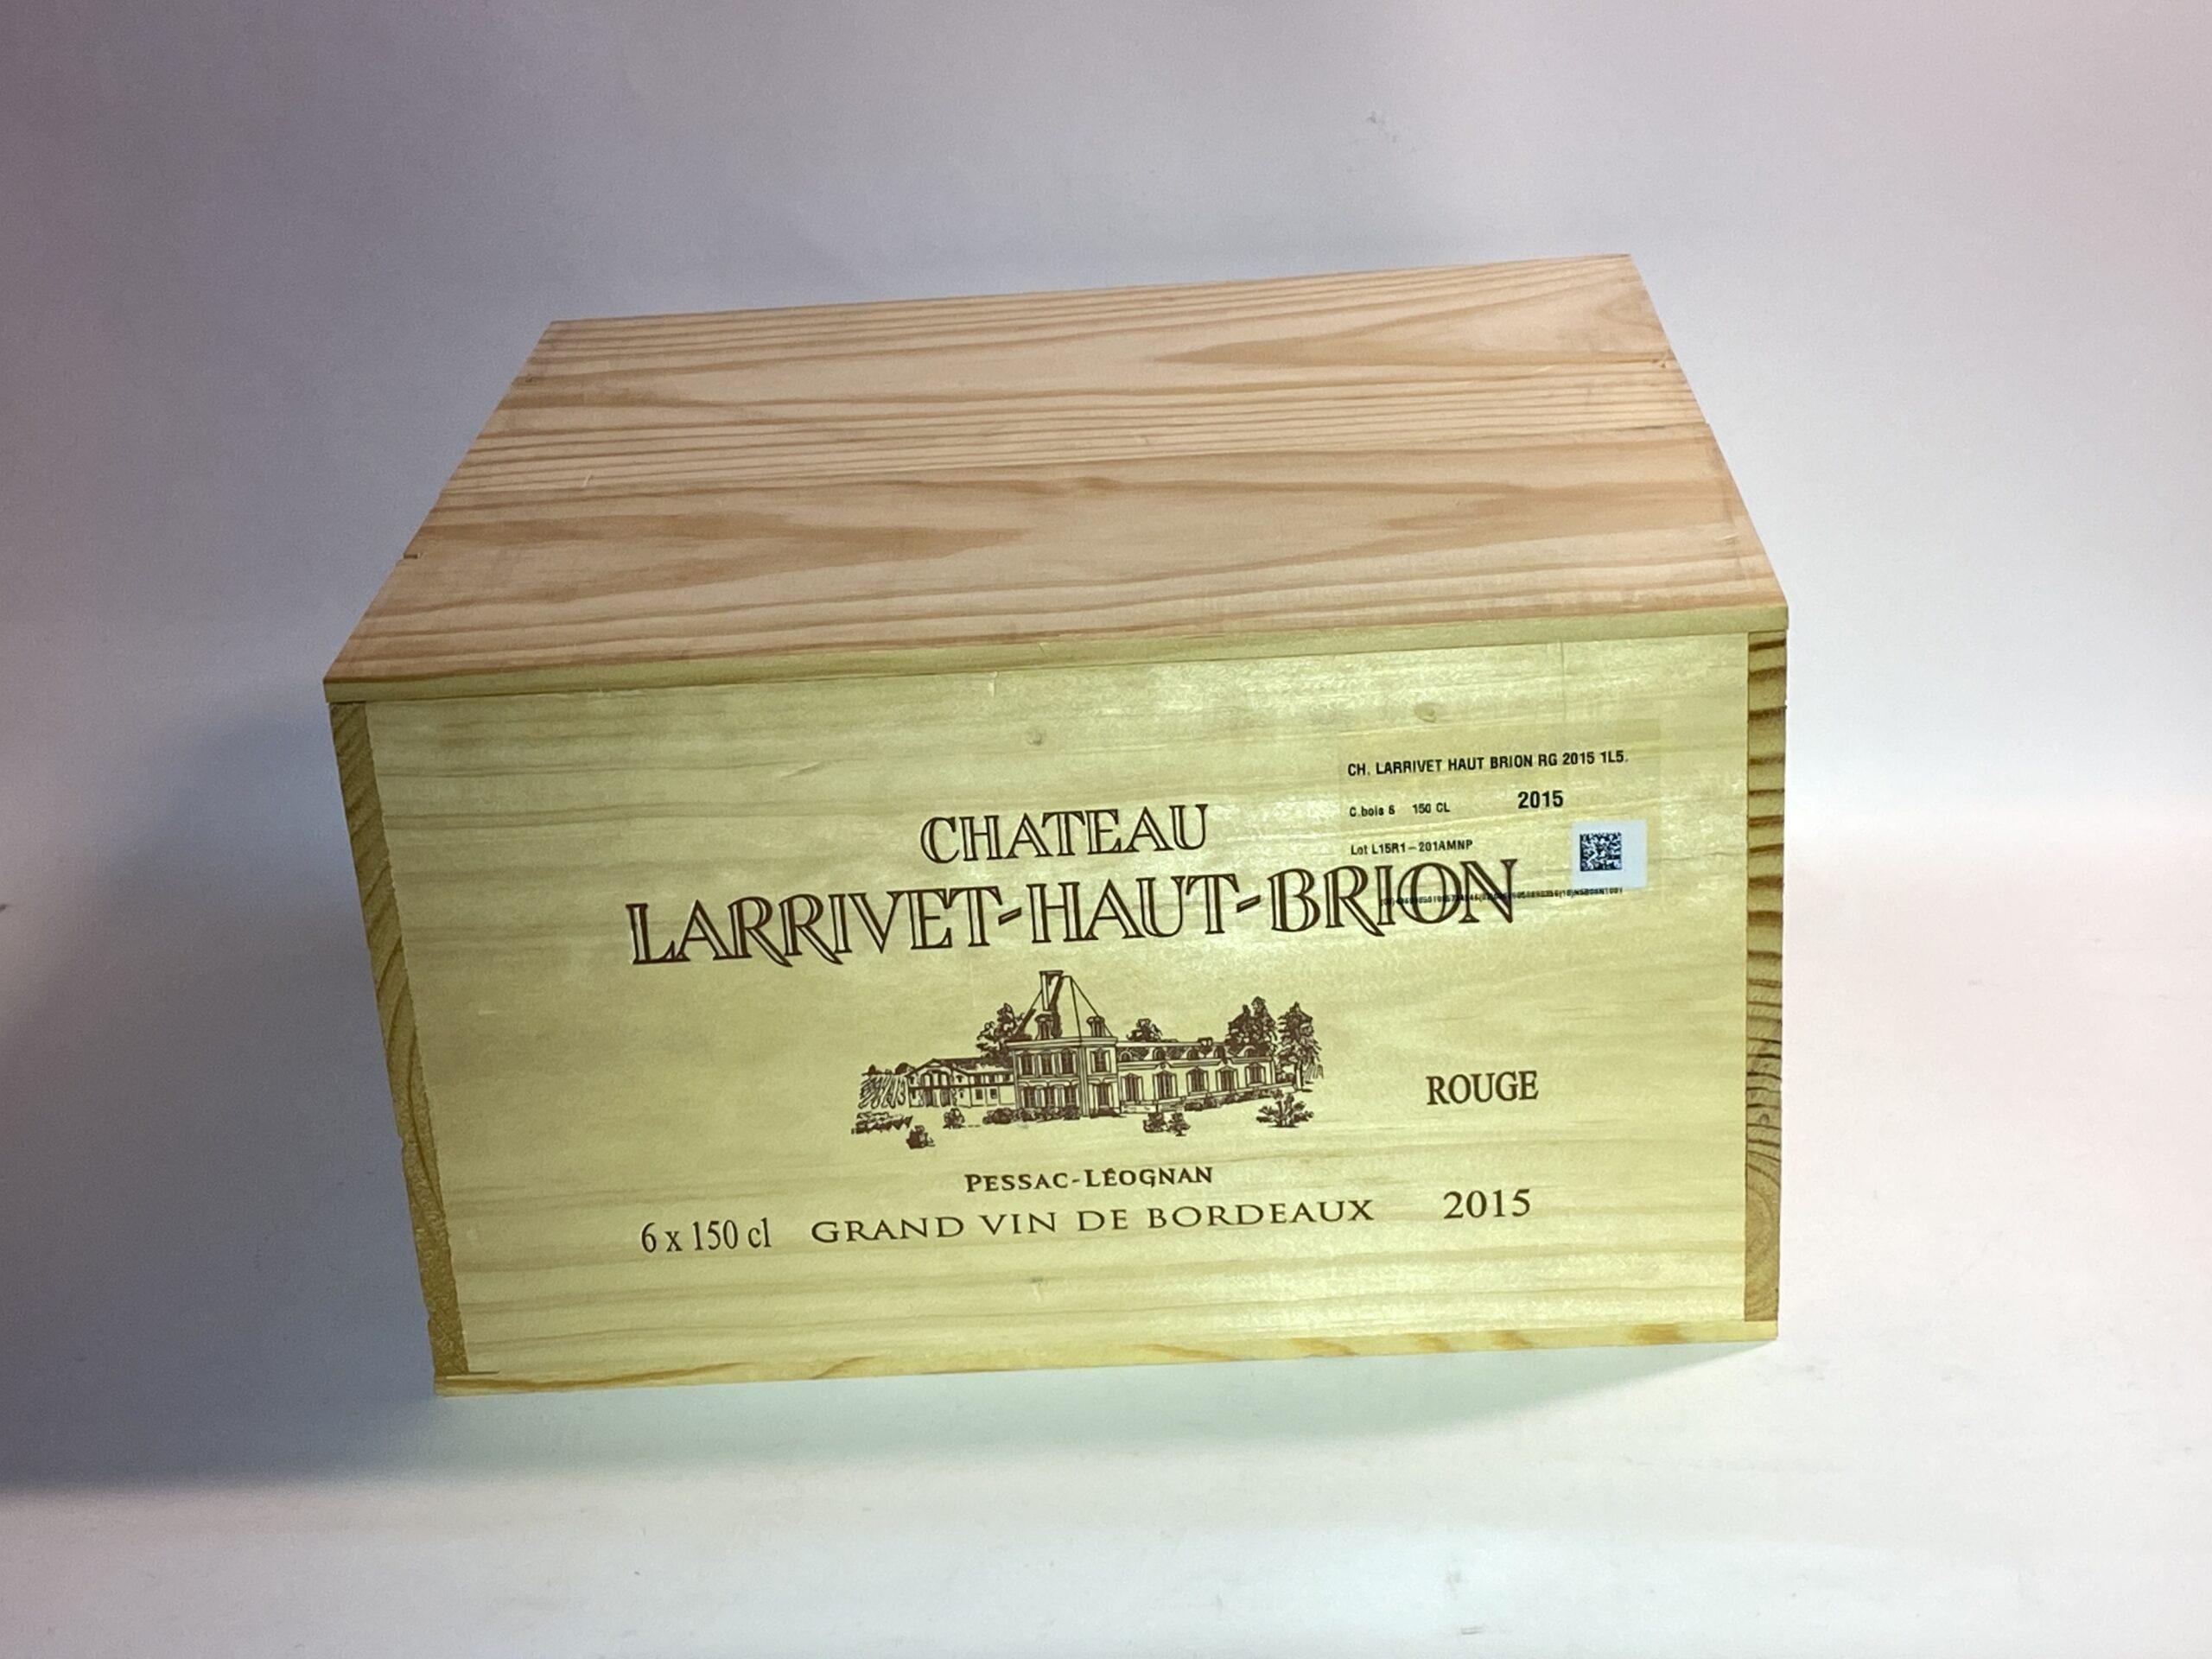 CH. LARRIVET HAUT BRION RG 2015 1L5.
C.bois 6 150 CL 2015
Lot L15R1-201AMNP
CHATEAU
LARRIVET-HAUT-BRION
ROUGE
PESSAC-LÉOGNAN
6 x 150 cl GRAND VIN DE BORDEAUX 2015